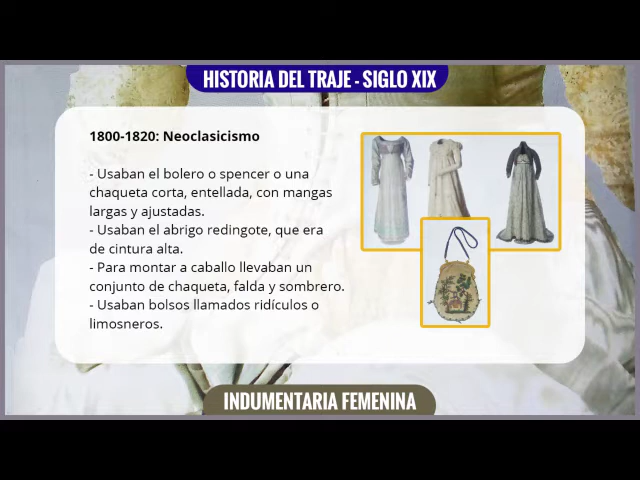 HISTORIA DEL TRAJE - SIGLO XIX
1800-1820: Neoclasicismo
- Usaban el bolero o spencer o una
chaqueta corta, entellada, con mangas
largas y ajustadas.
- Usaban el abrigo redingote, que era
de cintura alta.
- Para montar a caballo llevaban un
conjunto de chaqueta, falda y sombrero.
- Usaban bolsos llamados ridículos o
limosneros.
INDUMENTARIA FEMENINA